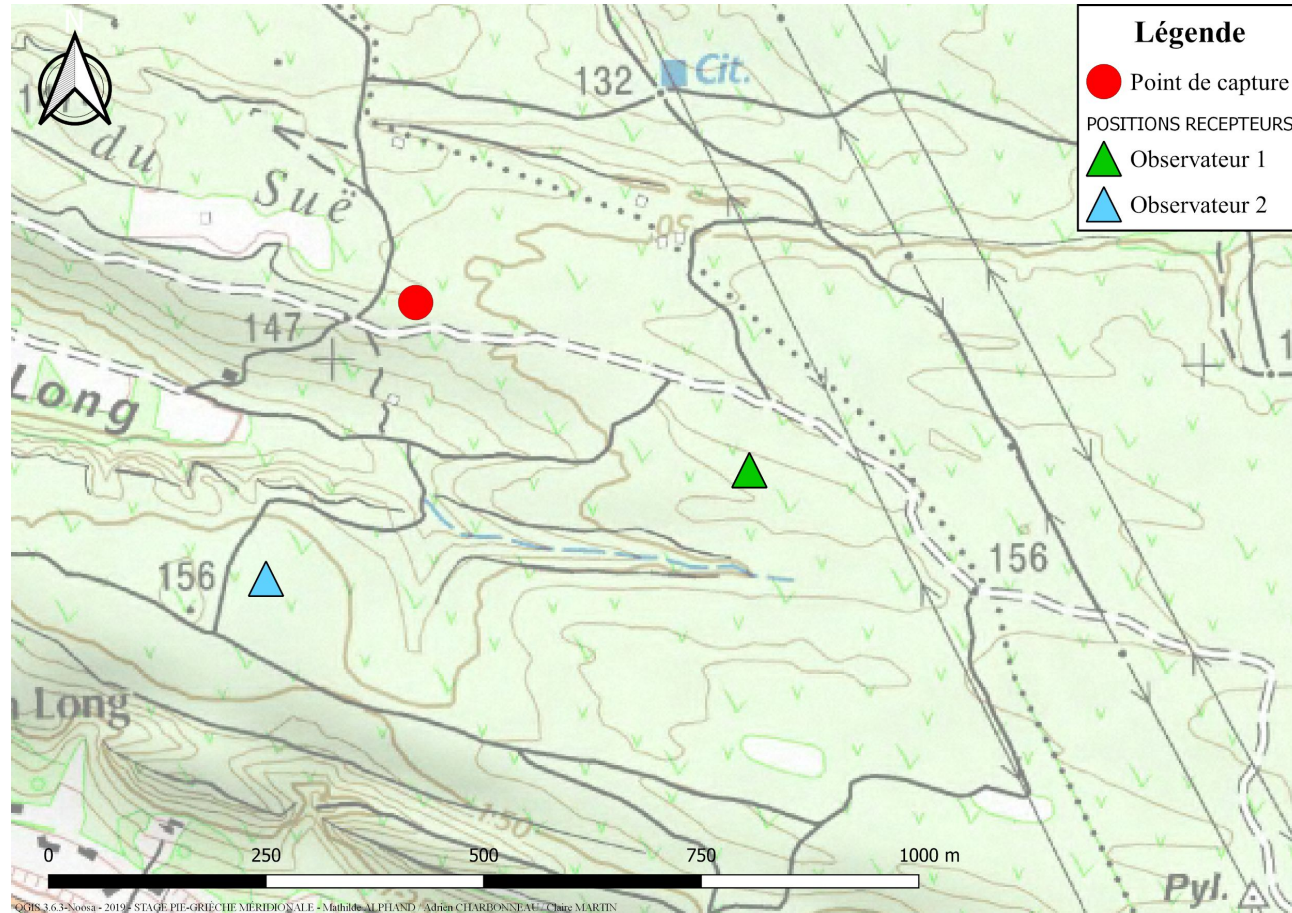 N
Légende
Point de capture
POSITIONS RECEPTEURS
Observateur 1
Observateur 2
132
Cit.
du
Suë
50
147
Long
156
156
Long
150
0 250 500 750 1000 m
Pyl.
QGIS 3.6.3-Noosa - 2019 - STAGE PIE-GRIÈCHE MÉRIDIONALE - Mathilde ALPHAND / Adrien CHARBONNEAU / Claire MARTIN